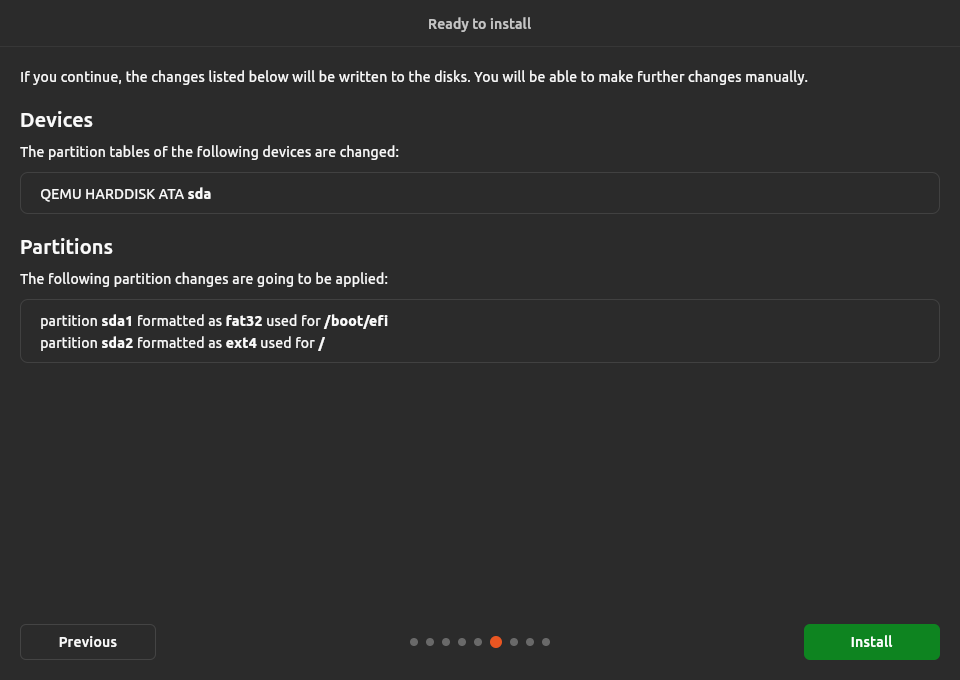 Ready to install
If you continue, the changes listed below will be written to the disks. You will be able to make further changes manually.
Devices
The partition tables of the following devices are changed:
QEMU HARDDISK ATA sda
Partitions
The following partition changes are going to be applied:
partition sda1 formatted as fat32 used for /boot/efi
partition sda2 formatted as ext4 used for /
Previous
Install